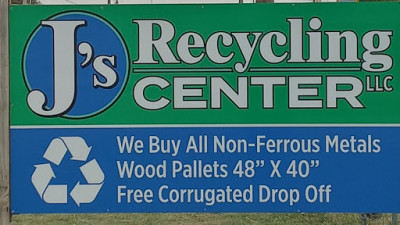 J's Recycling
CENTER LLC
We Buy All Non-Ferrous Metals
Wood Pallets 48” X 40”
Free Corrugated Drop Off